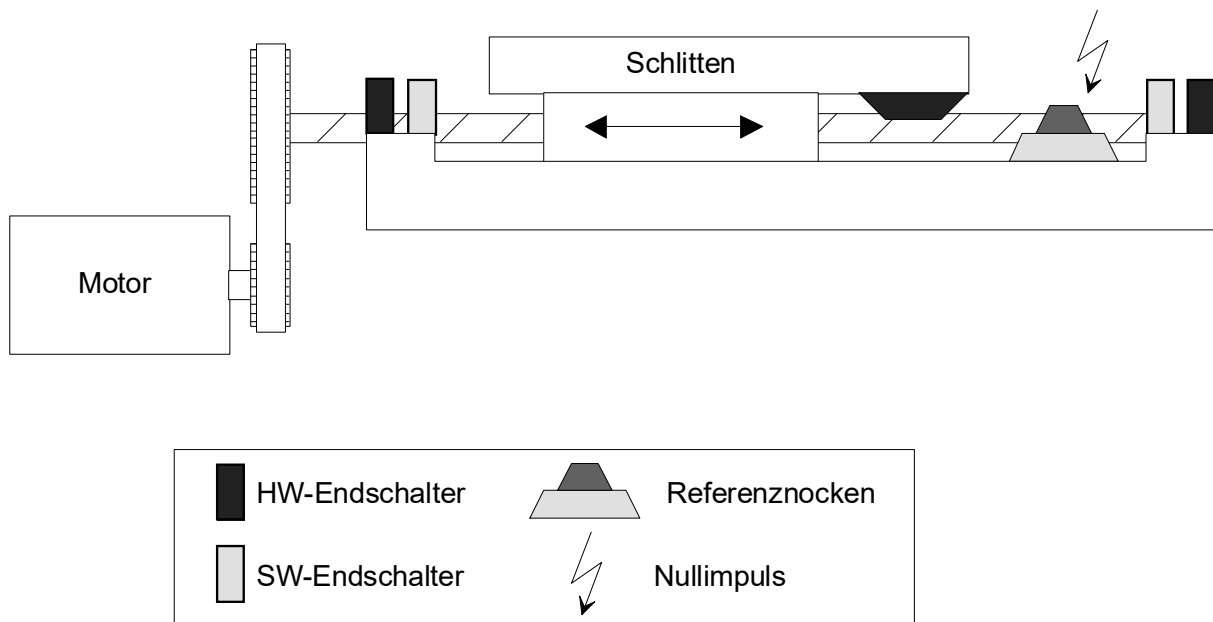 Schlitten
Motor
HW-Endschalter
Referenznocken
SW-Endschalter
Nullimpuls